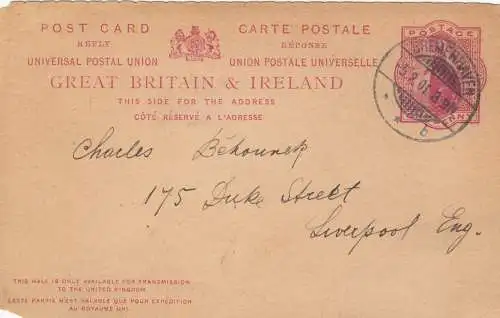 POST CARD
CARTE POSTALE
REPLY
RÉPONSE
UNIVERSAL POSTAL UNION
UNION POSTALE UNIVERSELLE
GREAT BRITAIN & IRELAND
THIS SIDE FOR THE ADDRESS
CÔTÉ RÉSERVÉ A L'ADRESSE
POSTAGE
BREMERHAVEN
Charles
175 Duke Street
Liverpool Eng.
THIS HALF IS ONLY AVAILABLE FOR TRANSMISSION
TO THE UNITED KINGDOM.
CETTE PARTIE N'EST VALABLE QUE POUR EXPÉDITION
AU ROYAUME UNI.